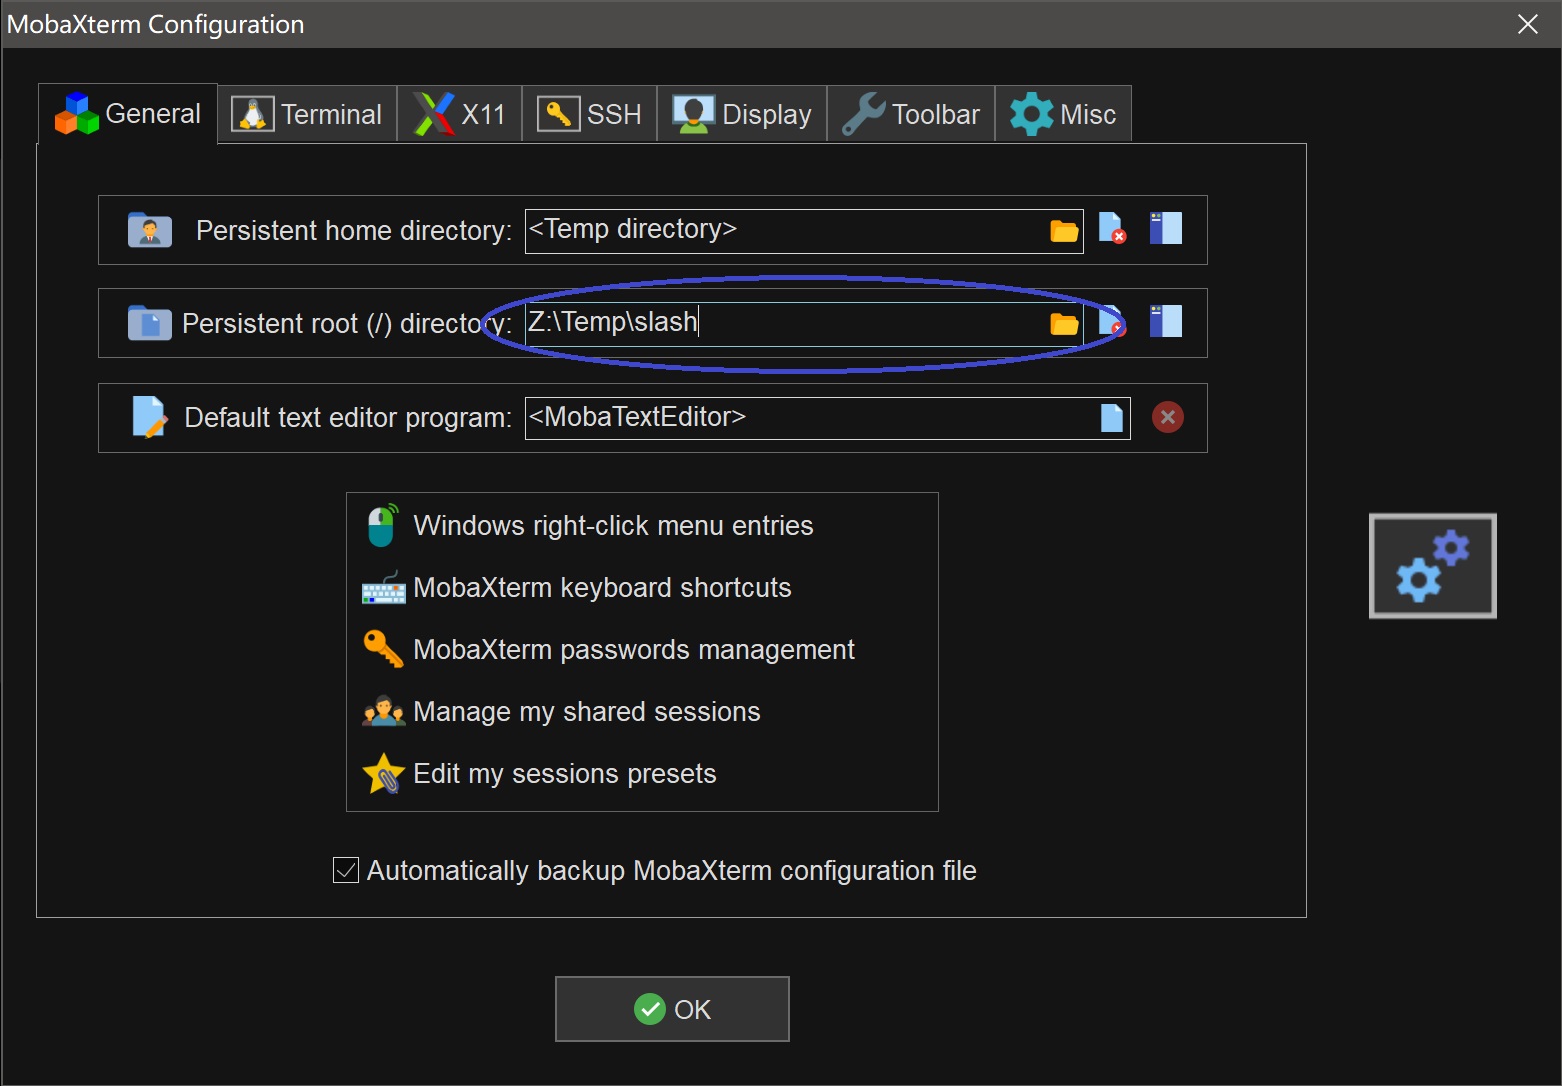 MobaXterm Configuration
General Terminal X11 SSH Display Toolbar Misc
Persistent home directory: <Temp directory>
Persistent root (/) directory: Z:\Temp\slash
Default text editor program: <MobaTextEditor>
Windows right-click menu entries
MobaXterm keyboard shortcuts
MobaXterm passwords management
Manage my shared sessions
Edit my sessions presets
Automatically backup MobaXterm configuration file
OK